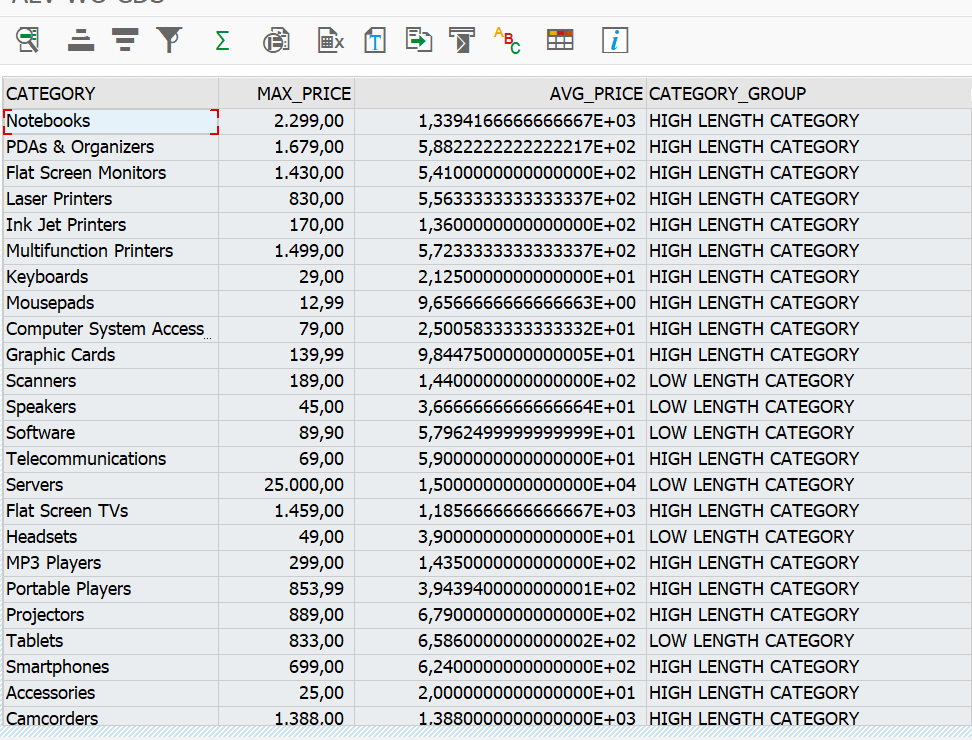 CATEGORY MAX_PRICE AVG_PRICE CATEGORY_GROUP
Notebooks 2.299,00 1,3394166666666667E+03 HIGH LENGTH CATEGORY
PDAs & Organizers 1.679,00 5,8822222222222217E+02 HIGH LENGTH CATEGORY
Flat Screen Monitors 1.430,00 5,4100000000000000E+02 HIGH LENGTH CATEGORY
Laser Printers 830,00 5,5633333333333337E+02 HIGH LENGTH CATEGORY
Ink Jet Printers 170,00 1,3600000000000000E+02 HIGH LENGTH CATEGORY
Multifunction Printers 1.499,00 5,7233333333333337E+02 HIGH LENGTH CATEGORY
Keyboards 29,00 2,1250000000000000E+01 HIGH LENGTH CATEGORY
Mousepads 12,99 9,6566666666666663E+00 HIGH LENGTH CATEGORY
Computer System Access... 79,00 2,5005833333333332E+01 HIGH LENGTH CATEGORY
Graphic Cards 139,99 9,8447500000000005E+01 HIGH LENGTH CATEGORY
Scanners 189,00 1,4400000000000000E+02 LOW LENGTH CATEGORY
Speakers 45,00 3,6666666666666664E+01 LOW LENGTH CATEGORY
Software 89,90 5,7962499999999999E+01 LOW LENGTH CATEGORY
Telecommunications 69,00 5,9000000000000000E+01 HIGH LENGTH CATEGORY
Servers 25.000,00 1,5000000000000000E+04 LOW LENGTH CATEGORY
Flat Screen TVs 1.459,00 1,1856666666666667E+03 HIGH LENGTH CATEGORY
Headsets 49,00 3,9000000000000000E+01 LOW LENGTH CATEGORY
MP3 Players 299,00 1,4350000000000000E+02 HIGH LENGTH CATEGORY
Portable Players 853,99 3,9439400000000001E+02 HIGH LENGTH CATEGORY
Projectors 889,00 6,7900000000000000E+02 HIGH LENGTH CATEGORY
Tablets 833,00 6,5860000000000002E+02 LOW LENGTH CATEGORY
Smartphones 699,00 6,2400000000000000E+02 HIGH LENGTH CATEGORY
Accessories 25,00 2,0000000000000000E+01 HIGH LENGTH CATEGORY
Camcorders 1.388,00 1,3880000000000000E+03 HIGH LENGTH CATEGORY